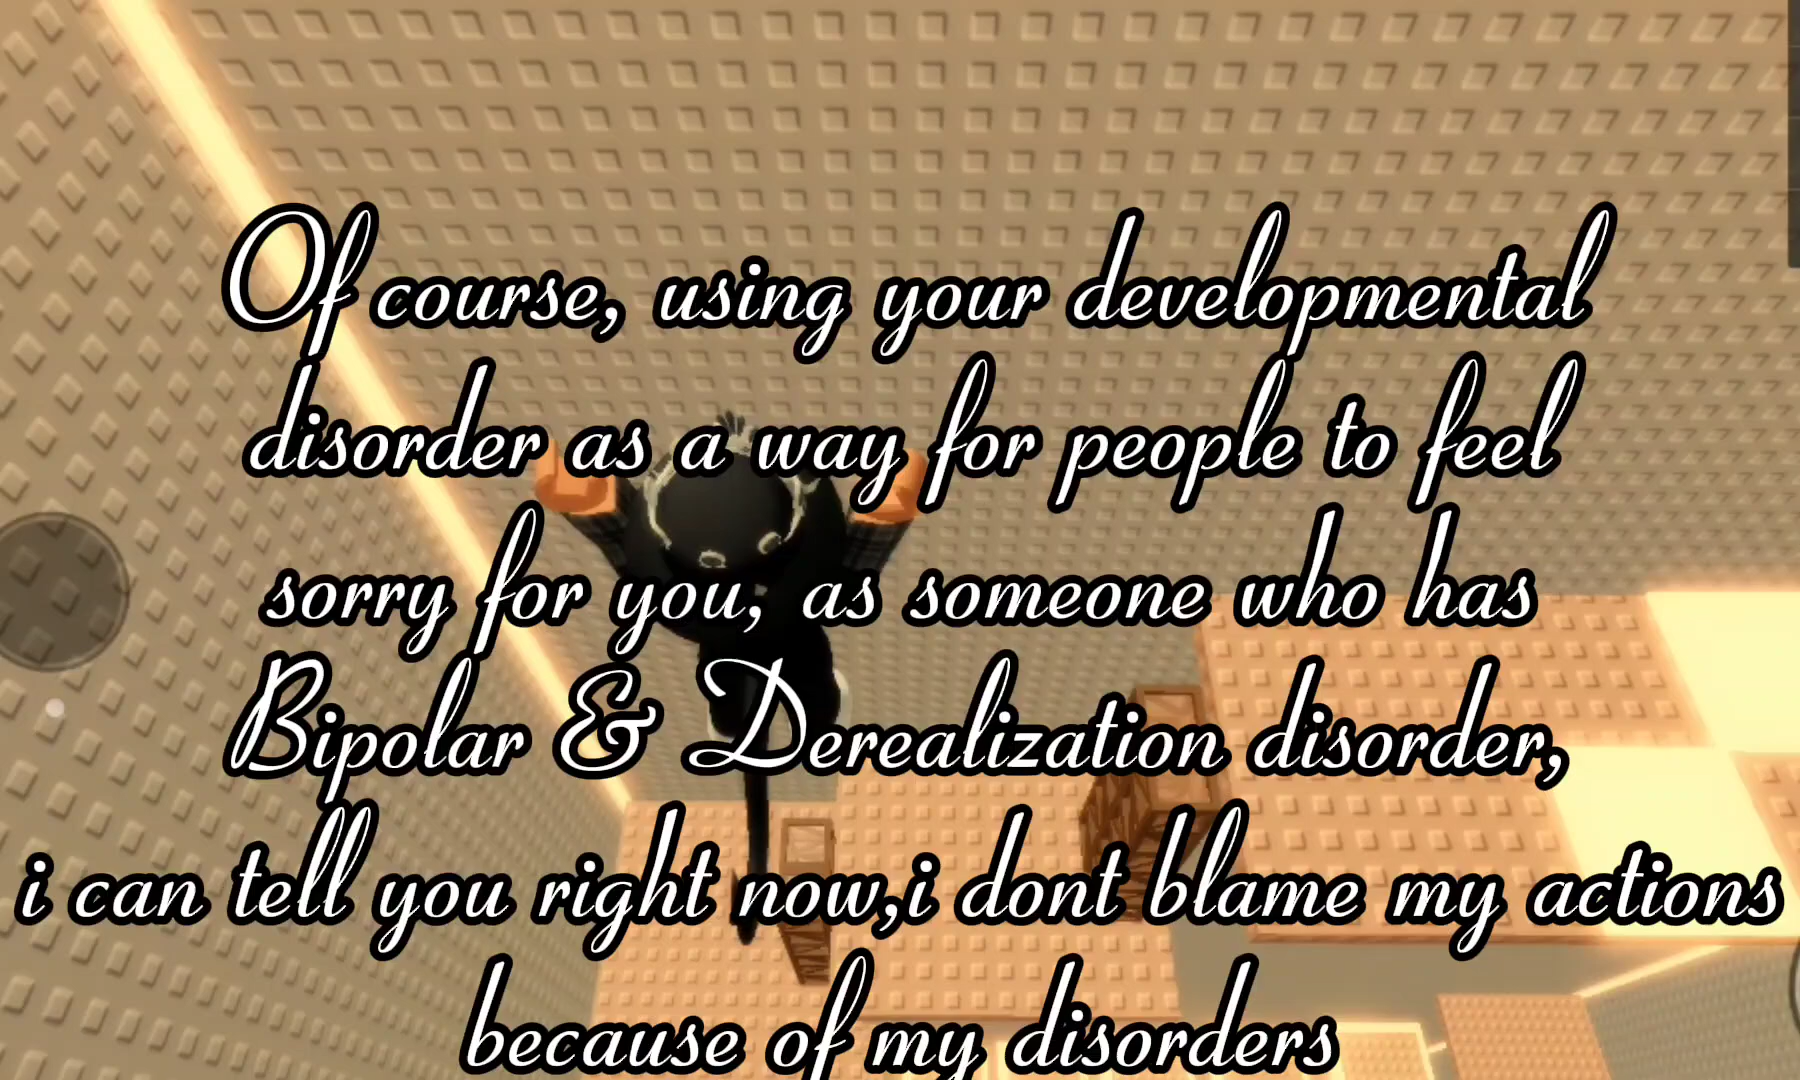 Of course, using your developmental
disorder as a way for people to feel
sorry for you, as someone who has
Bipolar & Derealization disorder,
i can tell you right now,i dont blame my actions
because of my disorders